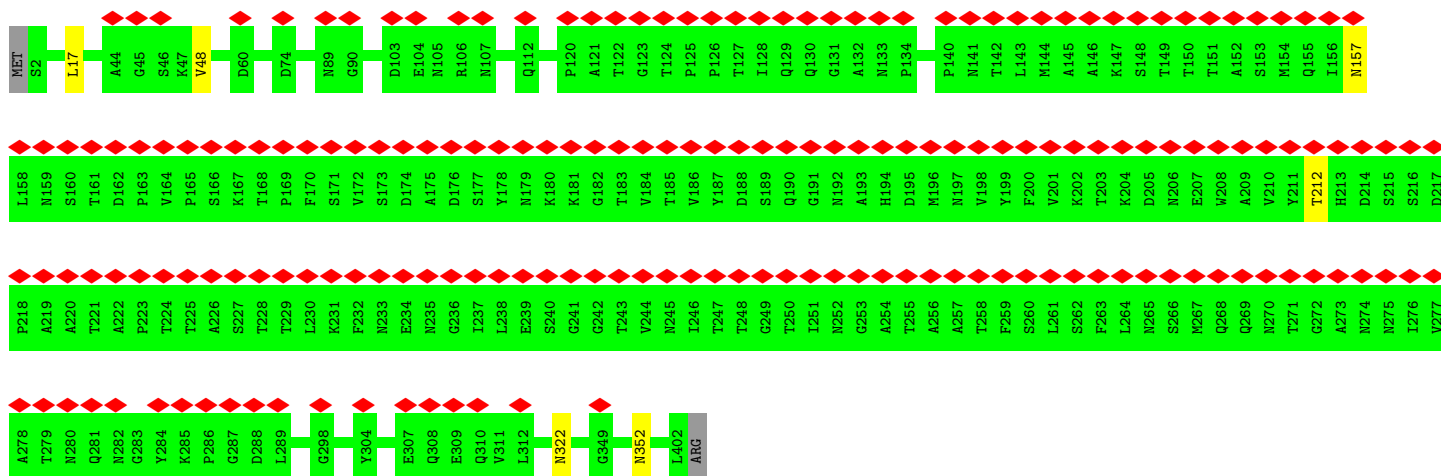 MET S2 L17 A44 G45 S46 K47 V48 D60 D74 N89 G90 D103 E104 N105 R106 N107 Q112 P120 A121 T122 G123 T124 P125 P126 T127 I128 Q129 Q130 G131 A132 N133 P134 P140 N141 T142 L143 M144 A145 A146 K147 S148 T149 T150 T151 A152 S153 M154 Q155 I156 N157
L158 N159 S160 T161 D162 P163 V164 P165 S166 K167 T168 P169 F170 S171 V172 S173 D174 A175 D176 S177 Y178 N179 K180 K181 G182 T183 V184 T185 V186 Y187 D188 S189 Q190 G191 N192 A193 H194 D195 M196 N197 V198 Y199 F200 V201 K202 T203 K204 D205 N206 E207 W208 A209 V210 Y211 T212 H213 D214 S215 S216 D217
P218 A219 A220 T221 A222 P223 T224 T225 A226 S227 T228 T229 L230 K231 F232 N233 E234 N235 G236 I237 L238 E239 S240 G241 G242 T243 V244 N245 I246 T247 T248 G249 T250 I251 N252 G253 A254 T255 A256 A257 T258 F259 S260 L261 S262 F263 L264 N265 S266 M267 Q268 Q269 N270 T271 G272 A273 N274 N275 I276 V277
A278 T279 N280 Q281 N282 G283 Y284 K285 P286 G287 D288 L289 G298 Y304 E307 Q308 E309 Q310 V311 L312 N322 G349 N352 L402 ARG